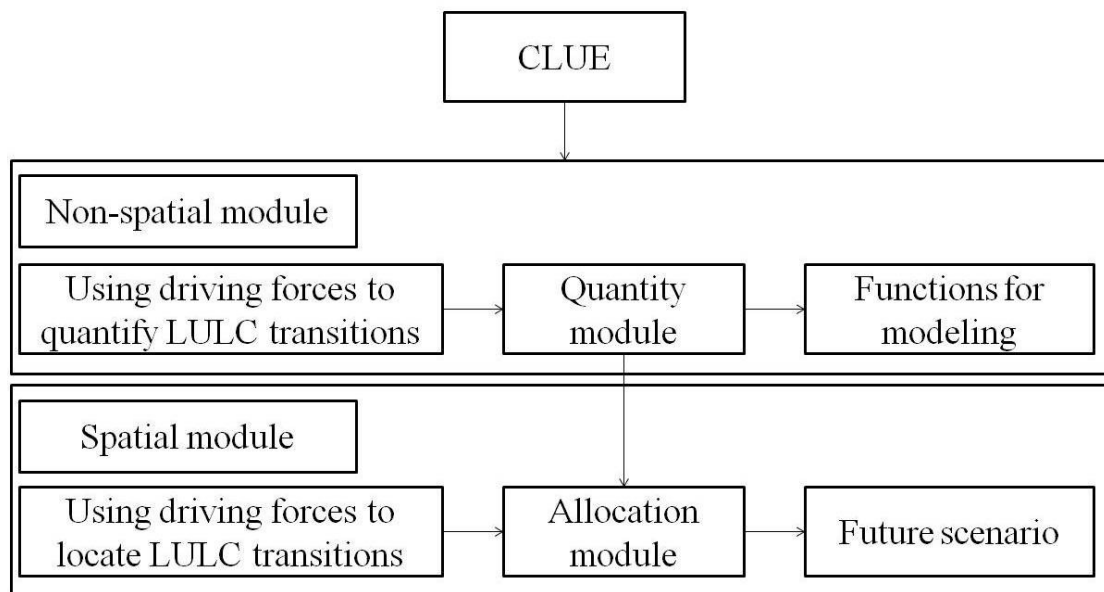 CLUE
Non-spatial module
Using driving forces to
quantify LULC transitions
Quantity
module
Functions for
modeling
Spatial module
Using driving forces to
locate LULC transitions
Allocation
module
Future scenario